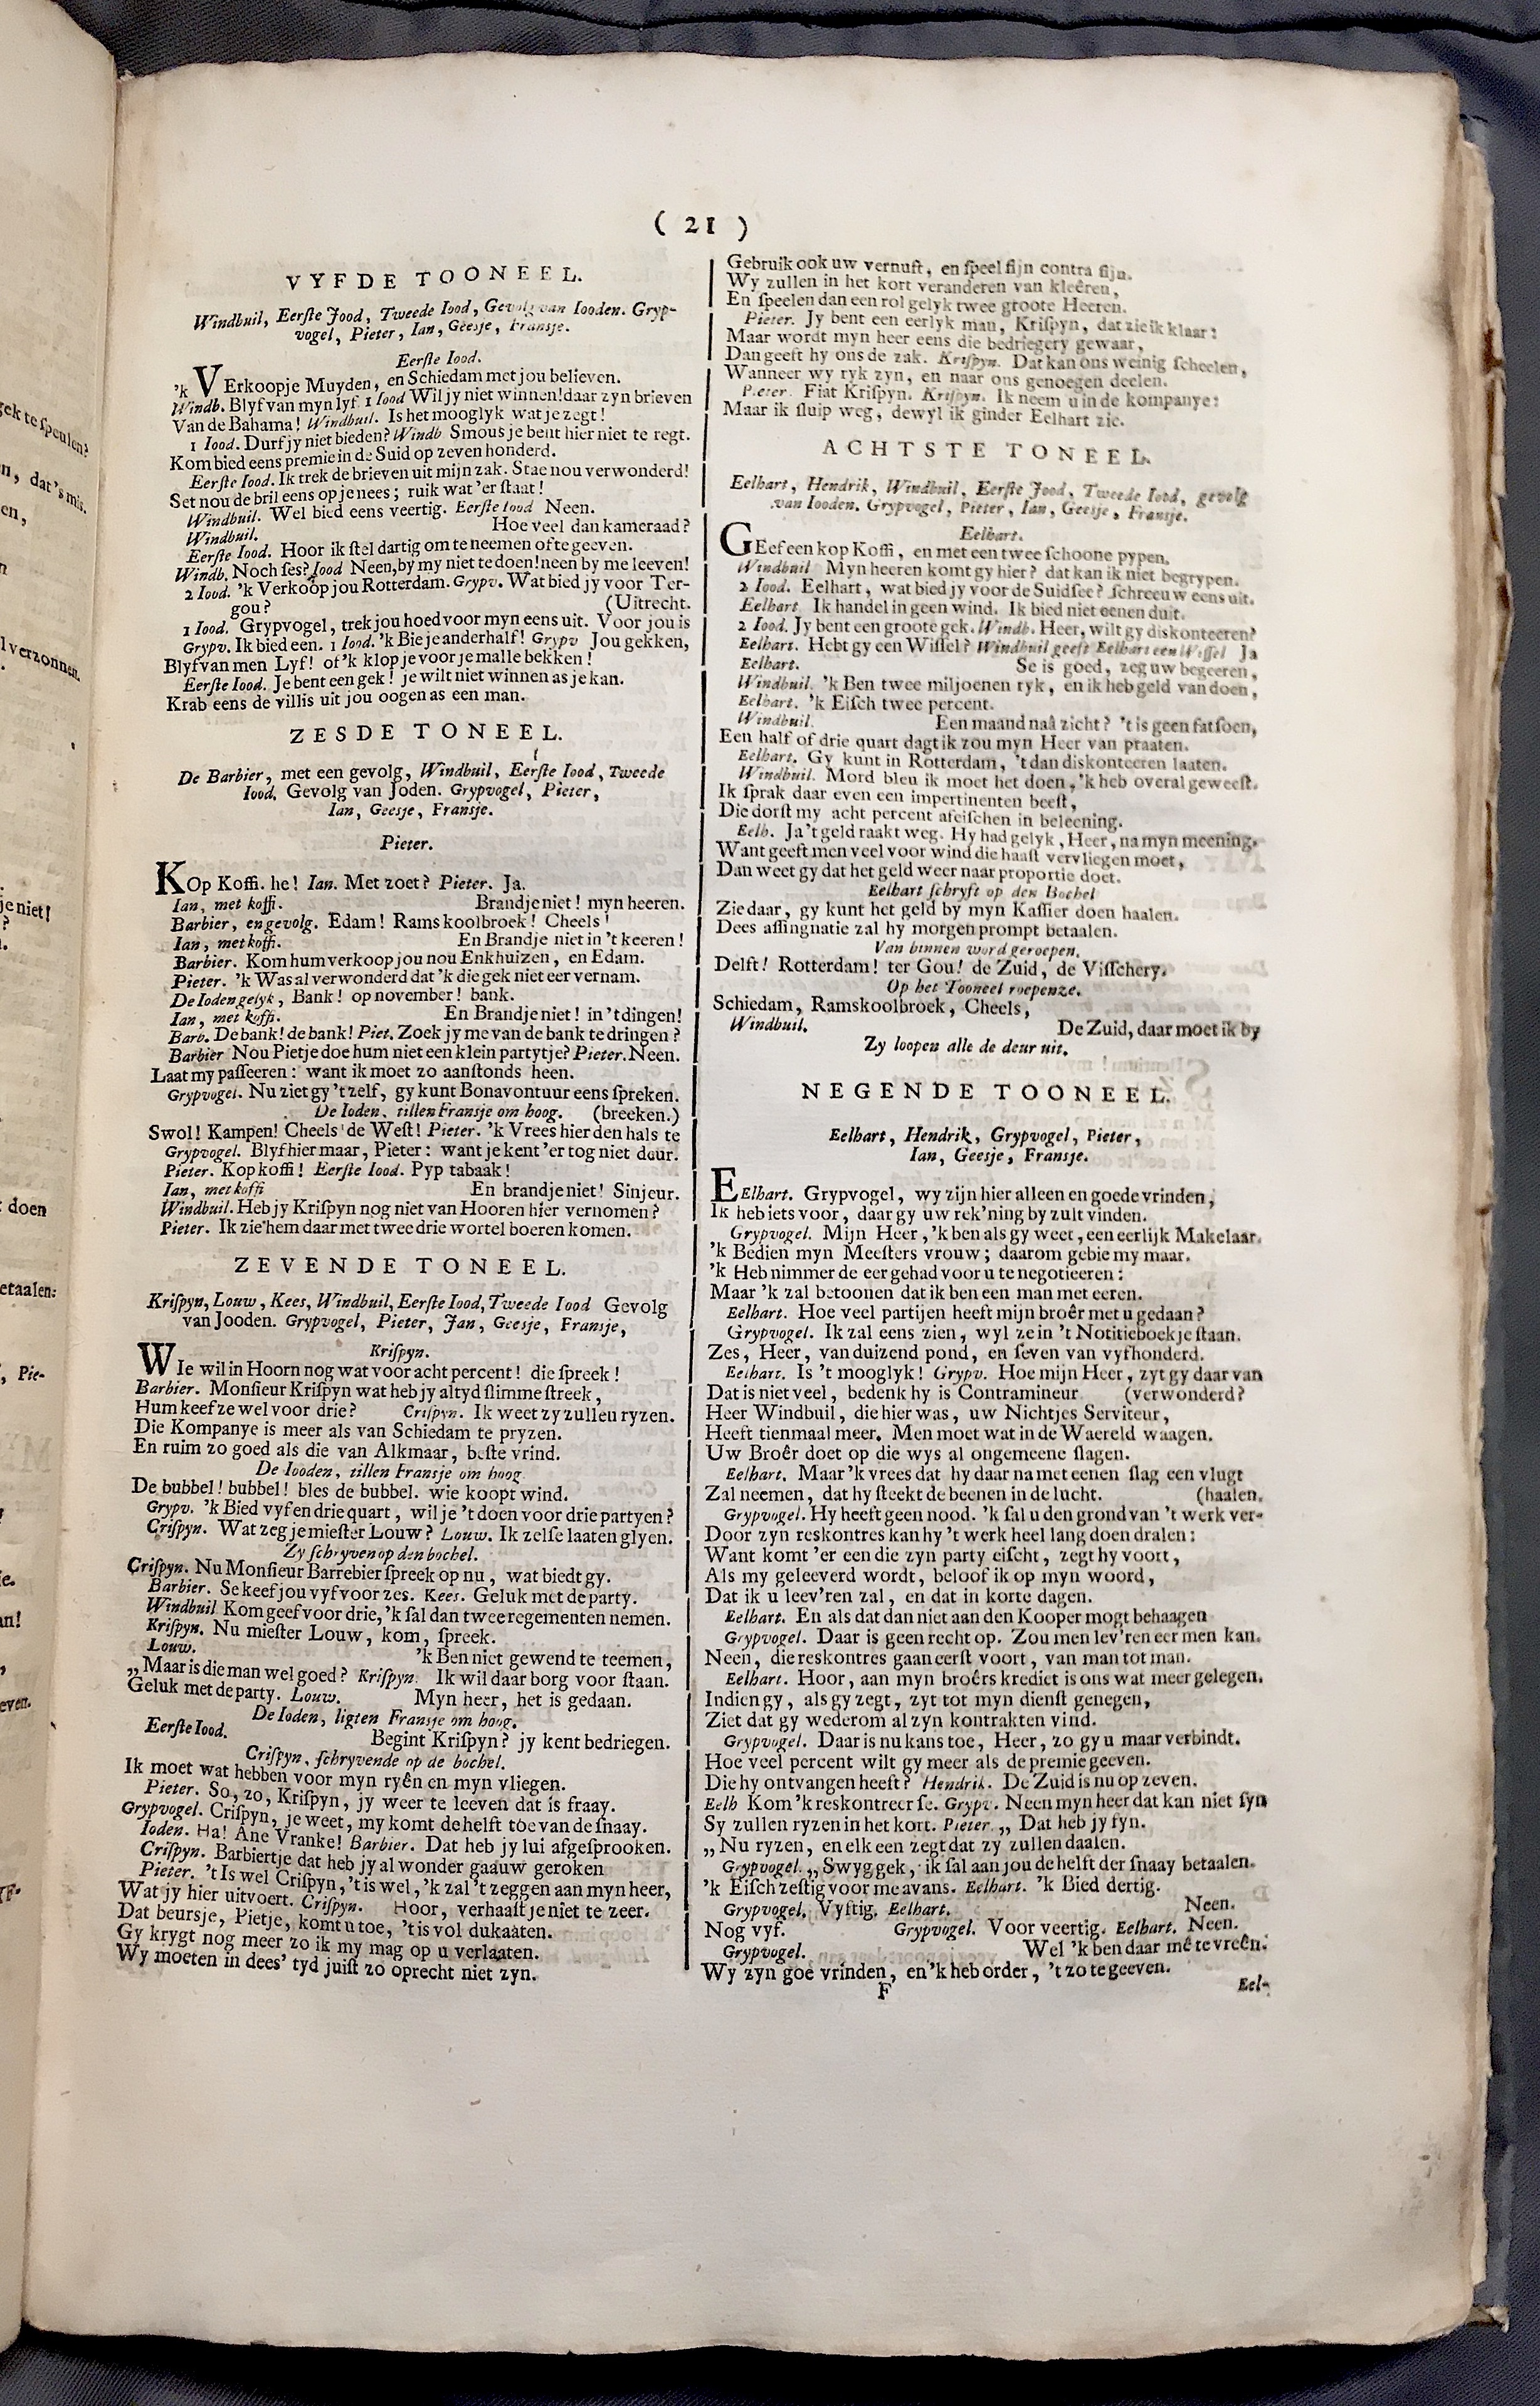 ( 21 )
VYFDE TOONEEL.
Windbuil, Eerſte Jood, Tweede Iood, Gevolg van Iooden. Gryp-
vogel, Pieter, Ian, Geesje, Fransje.
Eerſte Iood.
'k VErkoopje Muyden, en Schiedam met jou believen.
Windb. Blyf van myn lyf. 1 Iood Wil jy niet winnen! daar zyn brieven
Van de Bahama! Windbuil. Is het mooglyk wat je zegt!
1 Iood. Durf jy niet bieden? Windb Smous je bent hier niet te regt.
Kom bied eens premie in de Suid op zeven honderd.
Eerſte Iood. Ik trek de brieven uit mijn zak. Stae nou verwonderd!
Set nou de bril eens op je nees; ruik wat 'er ſtaat!
Windbuil. Wel bied eens veertig. Eerſte Iood Neen.
Windbuil. Hoe veel dan kameraad?
Eerſte Iood. Hoor ik ſtel dartig om te neemen of te geeven.
Windb. Noch ſes? Iood Neen, by my niet te doen! neen by me leeven!
2 Iood. 'k Verkoop jou Rotterdam. Grypv. Wat bied jy voor Ter-
gou? (Uitrecht.
1 Iood. Grypvogel, trek jou hoed voor myn eens uit. Voor jou is
Grypv. Ik bied een. 1 Iood. 'k Bie je anderhalf! Grypv Jou gekken,
Blyf van men Lyf! of 'k klop je voor je malle bekken!
Eerſte Iood. Je bent een gek! je wilt niet winnen as je kan.
Krab eens de villis uit jou oogen as een man.
ZESDE TONEEL.
De Barbier, met een gevolg, Windbuil, Eerſte Iood, Tweede
Iood, Gevolg van Joden. Grypvogel, Pieter,
Ian, Geesje, Fransje.
Pieter.
KOp Koffi. he! Ian. Met zoet? Pieter. Ja.
Ian, met koffi. Brandje niet! myn heeren.
Barbier, en gevolg. Edam! Rams koolbroek! Cheels!
Ian, met koffi. En Brandje niet in 't keeren!
Barbier. Kom hum verkoop jou nou Enkhuizen, en Edam.
Pieter. 'k Was al verwonderd dat 'k die gek niet eer vernam.
De Ioden gelyk, Bank! op november! bank.
Ian, met koffi. En Brandje niet! in 't dingen!
Barb. De bank! de bank! Piet. Zoek jy me van de bank te dringen?
Barbier Nou Pietje doe hum niet een klein partytje? Pieter. Neen.
Laat my paſſeeren: want ik moet zo aanſtonds heen.
Grypvogel. Nu ziet gy 't zelf, gy kunt Bonavontuur eens ſpreken.
De Ioden, tillen Fransje om hoog. (breeken.)
Swol! Kampen! Cheels! de Weſt! Pieter. 'k Vrees hier den hals te
Grypvogel. Blyf hier maar, Pieter: want je kent 'er tog niet deur.
Pieter. Kop koffi! Eerſte Iood. Pyp tabaak!
Ian, met koffi En brandje niet! Sinjeur.
Windbuil. Heb jy Kriſpyn nog niet van Hooren hier vernomen?
Pieter. Ik zie hem daar met twee drie wortel boeren komen.
ZEVENDE TONEEL.
Kriſpyn, Louw, Kees, Windbuil, Eerſte Iood, Tweede Iood Gevolg
van Jooden. Grypvogel, Pieter, Jan, Geesje, Fransje,
Kriſpyn.
WIe wil in Hoorn nog wat voor acht percent! die ſpreek!
Barbier. Monſieur Kriſpyn wat heb jy altyd ſlimme ſtreek,
Hum keef ze wel voor drie? Criſpyn. Ik weet zy zulleu ryzen.
Die Kompanye is meer als van Schiedam te pryzen.
En ruim zo goed als die van Alkmaar, beſte vrind.
De Iooden, tillen Fransje om hoog.
De bubbel! bubbel! bles de bubbel. wie koopt wind.
Grypv. 'k Bied vyf en drie quart, wil je 't doen voor drie partyen?
Criſpyn. Wat zeg je mieſter Louw? Louw. Ik zelſe laaten glyen.
Zy ſchryven op den bochel.
Criſpyn. Nu Monſieur Barrebier ſpreek op nu, wat biedt gy.
Barbier. Se keef jou vyf voor zes. Kees. Geluk met de party.
Windbuil Kom geef voor drie, 'k ſal dan twee regementen nemen.
Kriſpyn. Nu mieſter Louw, kom, ſpreek.
Louw. 'k Ben niet gewend te teemen,
„Maar is die man wel goed? Kriſpyn. Ik wil daar borg voor ſtaan.
Geluk met de party. Louw. Myn heer, het is gedaan.
De Ioden, ligten Fransje om hoog.
Eerſte Iood. Begint Kriſpyn? jy kent bedriegen.
Criſpyn, ſchryvende op de bochel.
Ik moet wat hebben voor myn ryên en myn vliegen.
Pieter. So, zo, Kriſpyn, jy weer te leeven dat is fraay.
Grypvogel. Criſpyn, je weet, my komt de helft toe van de ſnaay.
Ioden. Ha! Ane Vranke! Barbier. Dat heb jy lui afgeſprooken.
Criſpyn. Barbiertje dat heb jy al wonder gaauw geroken
Pieter. 't Is wel Criſpyn, 't is wel, 'k zal 't zeggen aan myn heer,
Wat jy hier uitvoert. Criſpyn. Hoor, verhaaſt je niet te zeer.
Dat beursje, Pietje, komt u toe, 't is vol dukaaten.
Gy krygt nog meer zo ik my mag op u verlaaten.
Wy moeten in dees' tyd juiſt zo oprecht niet zyn.
Gebruik ook uw vernuft, en ſpeel fijn contra fijn.
Wy zullen in het kort veranderen van kleêren,
En ſpeelen dan een rol gelyk twee groote Heeren.
Pieter. Jy bent een eerlyk man, Kriſpyn, dat zie ik klaar:
Maar wordt myn heer eens die bedriegery gewaar,
Dan geeft hy ons de zak. Kriſpyn. Dat kan ons weinig ſcheelen,
Wanneer wy ryk zyn, en naar ons genoegen deelen.
Pieter. Fiat Kriſpyn. Kriſpyn. Ik neem u in de kompanye:
Maar ik ſluip weg, dewyl ik ginder Eelhart zie.
ACHTSTE TONEEL.
Eelhart, Hendrik, Windbuil, Eerſte Jood, Tweede Iood, gevolg
van Iooden. Grypvogel, Pieter, Ian, Geesje, Fransje.
Eelhart.
GEef een kop Koffi, en met een twee ſchoone pypen.
Windbuil Myn heeren komt gy hier? dat kan ik niet begrypen.
2 Iood. Eelhart, wat bied jy voor de Suidſee? ſchreeuw eens uit.
Eelhart Ik handel in geen wind. Ik bied niet eenen duit.
2 Iood. Jy bent een groote gek. Windb. Heer, wilt gy diskonteeren?
Eelhart. Hebt gy een Wiſſel? Windbuil geeft Eelhart een Wiſſel Ja
Eelhart. Se is goed, zeg uw begeeren,
Windbuil. 'k Ben twee miljoenen ryk, en ik heb geld van doen,
Eelhart. 'k Eiſch twee percent.
Windbuil. Een maand naâ zicht? 't is geen fatſoen,
Een half of drie quart dagt ik zou myn Heer van praaten.
Eelhart. Gy kunt in Rotterdam, 't dan diskonteeren laaten.
Windbuil. Mord bleu ik moet het doen, 'k heb overal geweeſt.
Ik ſprak daar even een impertinenten beeſt,
Die dorſt my acht percent afeiſchen in beleening.
Eelh. Ja 't geld raakt weg. Hy had gelyk, Heer, na myn meening.
Want geeft men veel voor wind die haaſt vervliegen moet,
Dan weet gy dat het geld weer naar proportie doet.
Eelhart ſchryft op den Bochel
Zie daar, gy kunt het geld by myn Kaſſier doen haalen.
Dees aſſingnatie zal hy morgen prompt betaalen.
Van binnen word geroepen.
Delft! Rotterdam! ter Gou! de Zuid, de Viſſchery.
Op het Tooneel roepenze.
Schiedam, Ramskoolbroek, Cheels,
Windbuil. De Zuid, daar moet ik by
Zy loopen alle de deur uit.
NEGENDE TOONEEL.
Eelhart, Hendrik, Grypvogel, Pieter,
Ian, Geesje, Fransje.
EElhart. Grypvogel, wy zijn hier alleen en goede vrinden,
Ik heb iets voor, daar gy uw rek'ning by zult vinden.
Grypvogel. Mijn Heer, 'k ben als gy weet, een eerlijk Makelaar.
'k Bedien myn Meeſters vrouw; daarom gebie my maar.
'k Heb nimmer de eer gehad voor u te negotieeren:
Maar 'k zal betoonen dat ik ben een man met eeren.
Eelhart. Hoe veel partijen heeft mijn broêr met u gedaan?
Grypvogel. Ik zal eens zien, wyl ze in 't Notitieboekje ſtaan.
Zes, Heer, van duizend pond, en ſeven van vyfhonderd.
Eelhart. Is 't mooglyk! Grypv. Hoe mijn Heer, zyt gy daar van
Dat is niet veel, bedenk hy is Contramineur (verwonderd?
Heer Windbuil, die hier was, uw Nichtjes Serviteur,
Heeft tienmaal meer. Men moet wat in de Waereld waagen.
Uw Broêr doet op die wys al ongemeene ſlagen.
Eelhart. Maar 'k vrees dat hy daar na met eenen ſlag een vlugt
Zal neemen, dat hy ſteekt de beenen in de lucht. (haalen.
Grypvogel. Hy heeft geen nood. 'k ſal u den grond van 't werk ver-
Door zyn reskontres kan hy 't werk heel lang doen dralen:
Want komt 'er een die zyn party eiſcht, zegt hy voort,
Als my geleeverd wordt, beloof ik op myn woord,
Dat ik u leev'ren zal, en dat in korte dagen.
Eelhart. En als dat dan niet aan den Kooper mogt behaagen
Grypvogel. Daar is geen recht op. Zou men lev'ren eer men kan.
Neen, die reskontres gaan eerſt voort, van man tot man.
Eelhart. Hoor, aan myn broêrs krediet is ons wat meer gelegen.
Indien gy, als gy zegt, zyt tot myn dienſt genegen,
Ziet dat gy wederom al zyn kontrakten vind.
Grypvogel. Daar is nu kans toe, Heer, zo gy u maar verbindt.
Hoe veel percent wilt gy meer als de premie geeven.
Die hy ontvangen heeft? Hendrik. De Zuid is nu op zeven.
Eelh Kom 'k reskontreer ſe. Grypv. Neen myn heer dat kan niet ſyn
Sy zullen ryzen in het kort. Pieter. „ Dat heb jy fyn.
„Nu ryzen, en elk een zegt dat zy zullen daalen.
Grypvogel. „Swyg gek, ik ſal aan jou de helft der ſnaay betaalen.
'k Eiſch zeſtig voor me avans. Eelhart. 'k Bied dertig.
Grypvogel. Vyftig. Eelhart. Neen.
Nog vyf. Grypvogel. Voor veertig. Eelhart. Neen.
Grypvogel. Wel 'k ben daar mê te vreên.
Wy zyn goe vrinden, en 'k heb order, 't zo te geeven.
F
Eel-
gek te ſpeulen?
n, dat's mis.
en,
l verzonnen.
je niet!
?
t doen
etaalen:
, Pie-
ie.
an!
even.